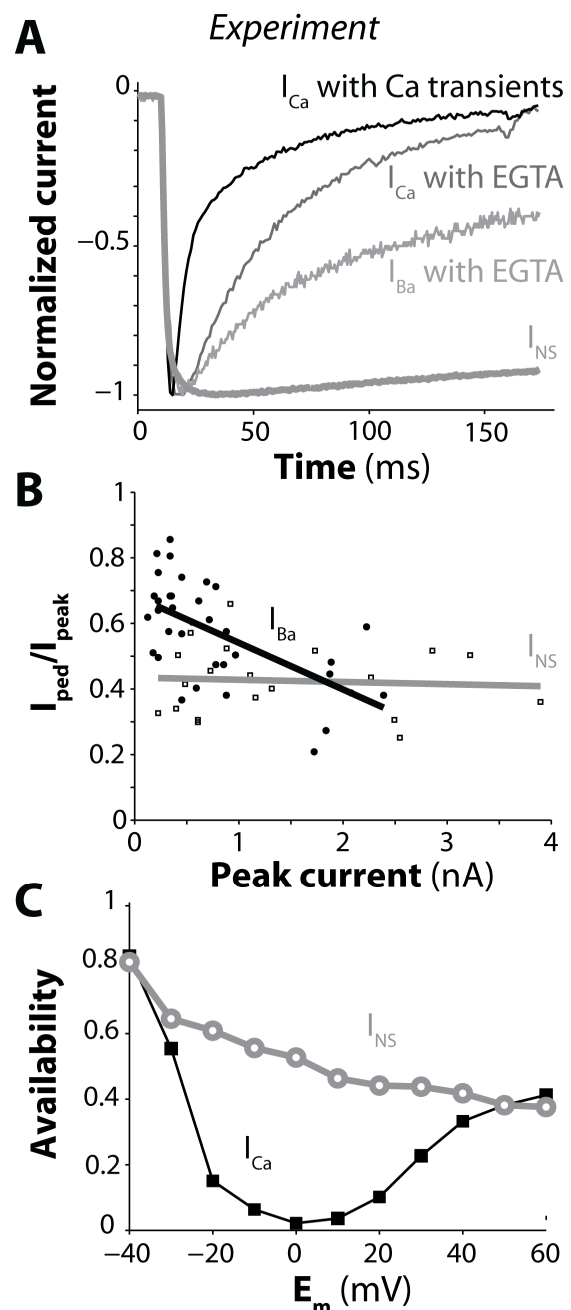 A
Experiment
I_Ca with Ca transients
I_Ca with EGTA
I_Ba with EGTA
I_NS
Normalized current
0
−0.5
−1
0
50
100
150
Time (ms)
B
I_ped/I_peak
1
0.8
0.6
0.4
0.2
0
I_Ba
I_NS
0
1
2
3
4
Peak current (nA)
C
Availability
1
0.8
0.6
0.4
0.2
0
I_NS
I_Ca
−40
−20
0
20
40
60
E_m (mV)